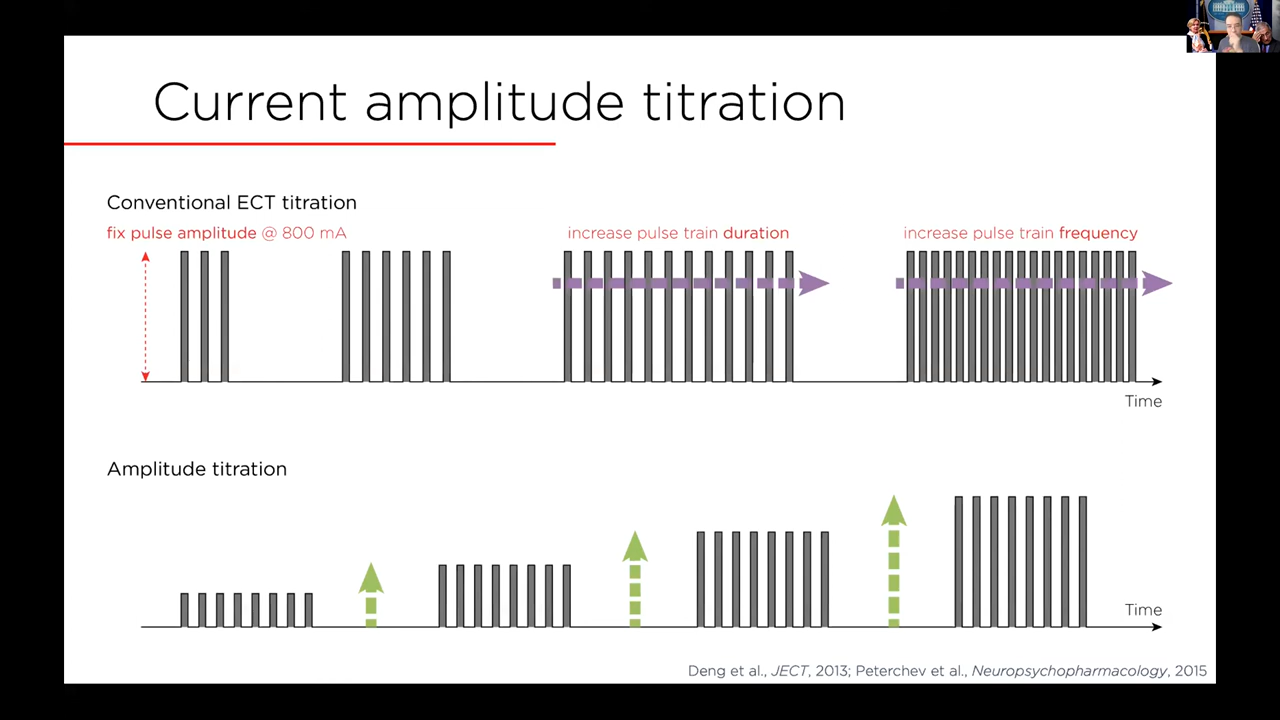 Current amplitude titration
Conventional ECT titration
fix pulse amplitude @ 800 mA
increase pulse train duration
increase pulse train frequency
Time
Amplitude titration
Time
Deng et al., JECT, 2013; Peterchev et al., Neuropsychopharmacology, 2015